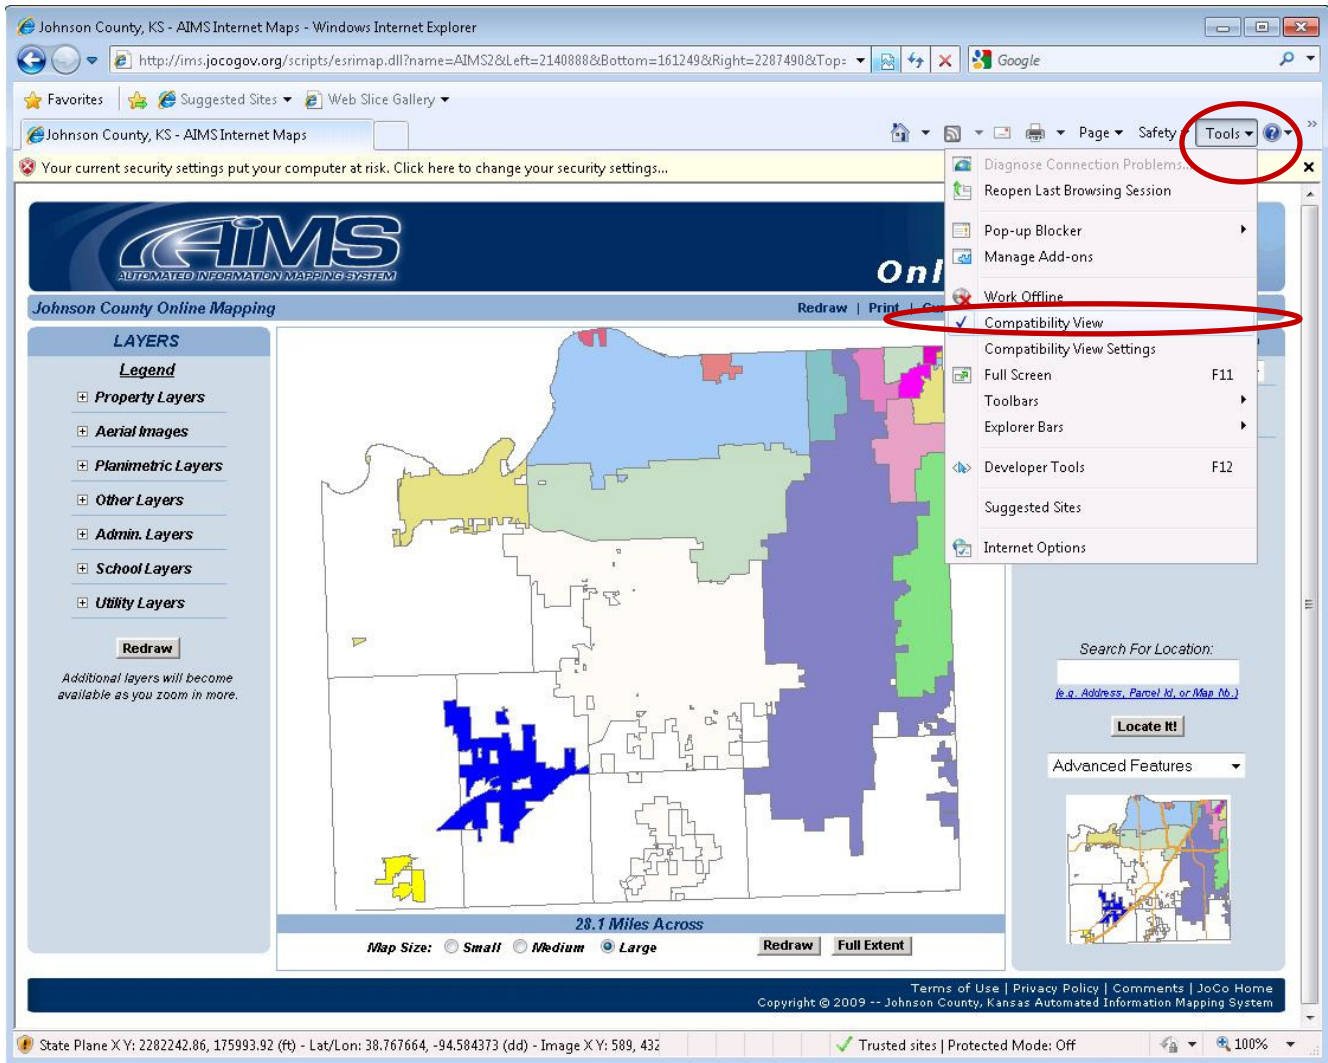 Johnson County, KS - AIMS Internet Maps - Windows Internet Explorer
http://ims.jocogov.org/scripts/esrimap.dll?name=AIMS2&Left=2140888&Bottom=161249&Right=2287490&Top=
Google
Favorites
Suggested Sites
Web Slice Gallery
Johnson County, KS - AIMS Internet Maps
Page
Safety
Tools
Your current security settings put your computer at risk. Click here to change your security settings...
Diagnose Connection Problems...
Reopen Last Browsing Session
Pop-up Blocker
Manage Add-ons
Work Offline
Compatibility View
Compatibility View Settings
Full Screen F11
Toolbars
Explorer Bars
Developer Tools F12
Suggested Sites
Internet Options
AIMS
AUTOMATED INFORMATION MAPPING SYSTEM
Onl
Johnson County Online Mapping
Redraw | Print |
LAYERS
Legend
Property Layers
Aerial Images
Planimetric Layers
Other Layers
Admin. Layers
School Layers
Utility Layers
Redraw
Additional layers will become
available as you zoom in more.
Search For Location:
(e.g. Address, Parcel Id, or Map Nb.)
Locate It!
Advanced Features
28.1 Miles Across
Map Size: Small Medium Large Redraw Full Extent
Terms of Use | Privacy Policy | Comments | JoCo Home
Copyright © 2009 -- Johnson County, Kansas Automated Information Mapping System
State Plane X Y: 2282242.86, 175993.92 (ft) - Lat/Lon: 38.767664, -94.584373 (dd) - Image X Y: 589, 432
Trusted sites | Protected Mode: Off
100%